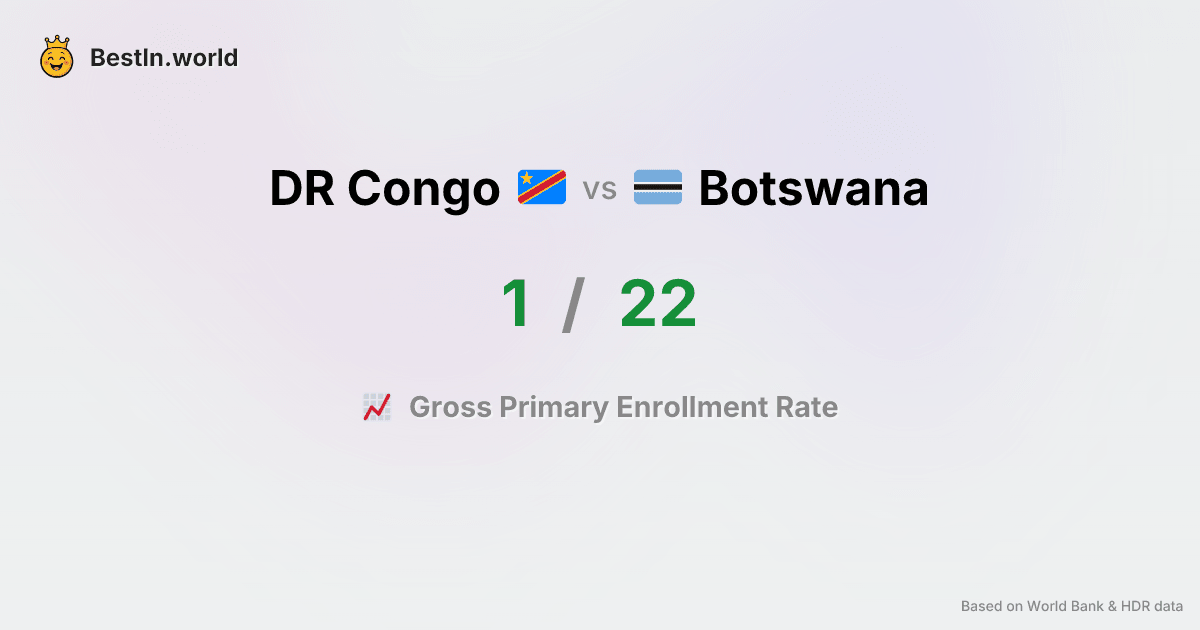 BestIn.world
DR Congo vs Botswana
1 / 22
Gross Primary Enrollment Rate
Based on World Bank & HDR data